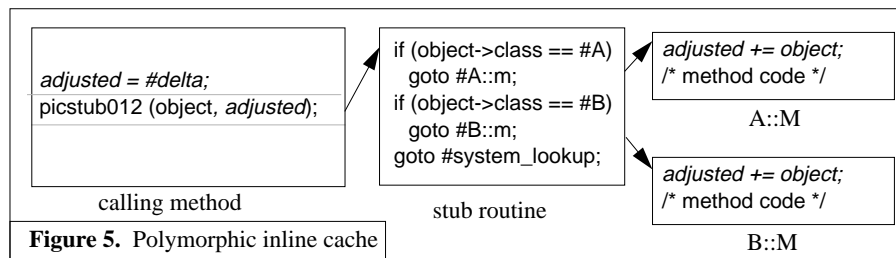 adjusted = #delta;
picstub012 (object, adjusted);
calling method
if (object->class == #A)
goto #A::m;
if (object->class == #B)
goto #B::m;
goto #system_lookup;
stub routine
adjusted += object;
/* method code */
A::M
adjusted += object;
/* method code */
B::M
Figure 5. Polymorphic inline cache